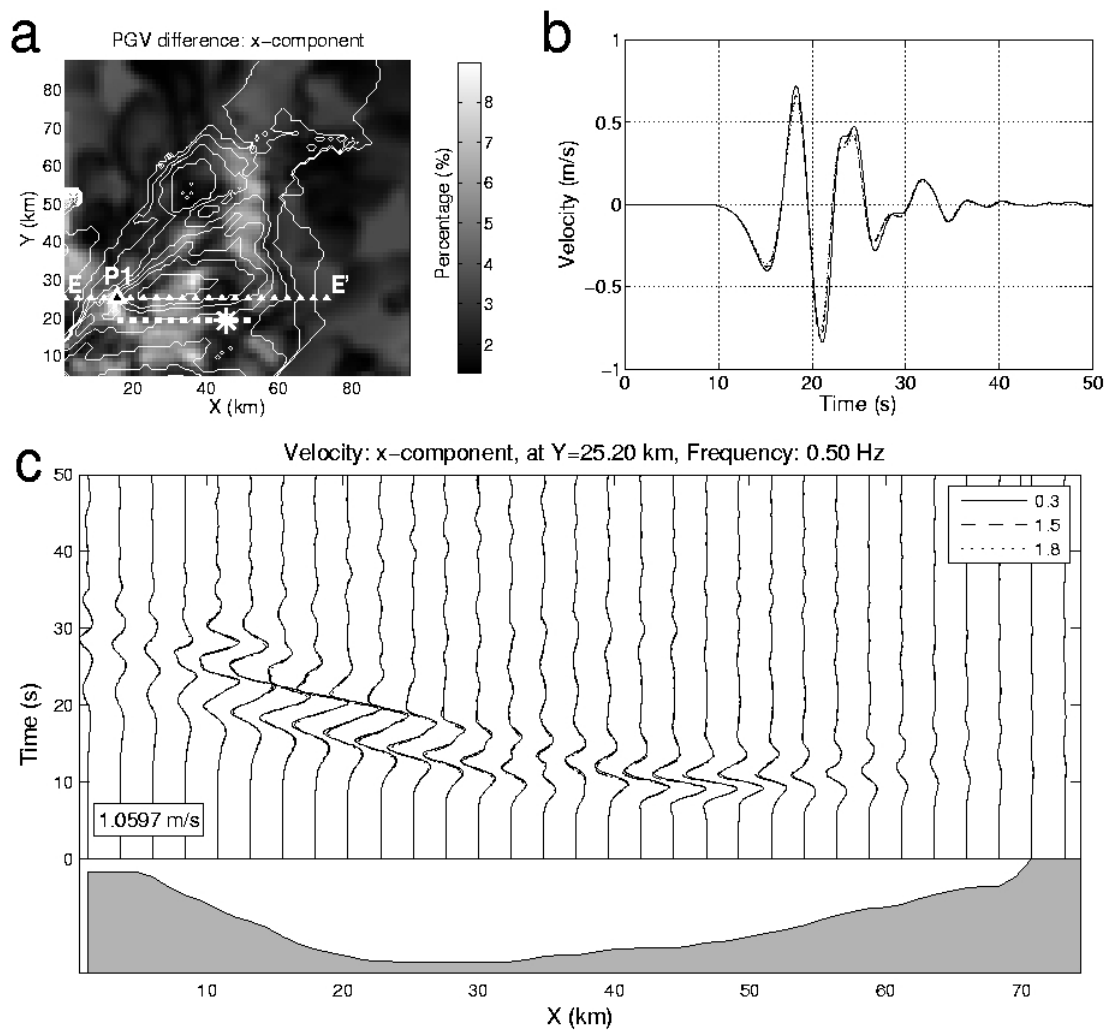 a
PGV difference: x-component
Y (km)
80
70
60
50
40
30
20
10
E
P1
E'
20
40
60
80
X (km)
Percentage (%)
8
7
6
5
4
3
2
b
Velocity (m/s)
1
0.5
0
−0.5
−1
0
10
20
30
40
50
Time (s)
c
Velocity: x-component, at Y=25.20 km, Frequency: 0.50 Hz
Time (s)
50
40
30
20
10
0
0.3
1.5
1.8
1.0597 m/s
10
20
30
40
50
60
70
X (km)